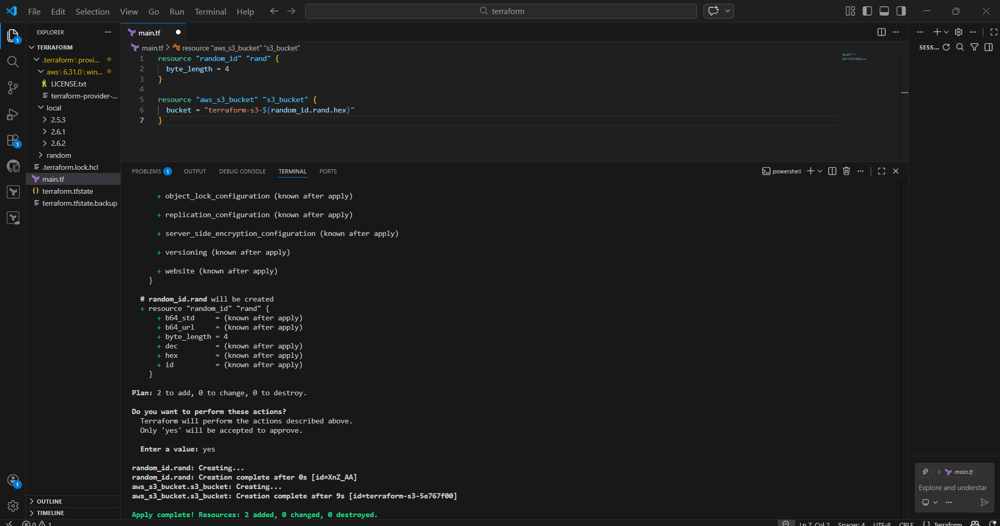 File Edit Selection View Go Run Terminal Help
terraform
EXPLORER
TERRAFORM
.terraform\provi...
aws\6.31.0\win...
LICENSE.txt
terraform-provider-...
local
2.5.3
2.6.1
2.6.2
random
.terraform.lock.hcl
main.tf
terraform.tfstate
terraform.tfstate.backup
OUTLINE
TIMELINE
main.tf
main.tf > resource "aws_s3_bucket" "s3_bucket"
1 resource "random_id" "rand" {
2 byte_length = 4
3 }
4
5 resource "aws_s3_bucket" "s3_bucket" {
6 bucket = "terraform-s3-${random_id.rand.hex}"
7 }
PROBLEMS 1 OUTPUT DEBUG CONSOLE TERMINAL PORTS
powershell
+ object_lock_configuration (known after apply)
+ replication_configuration (known after apply)
+ server_side_encryption_configuration (known after apply)
+ versioning (known after apply)
+ website (known after apply)
}
# random_id.rand will be created
+ resource "random_id" "rand" {
+ b64_std = (known after apply)
+ b64_url = (known after apply)
+ byte_length = 4
+ dec = (known after apply)
+ hex = (known after apply)
+ id = (known after apply)
}
Plan: 2 to add, 0 to change, 0 to destroy.
Do you want to perform these actions?
Terraform will perform the actions described above.
Only 'yes' will be accepted to approve.
Enter a value: yes
random_id.rand: Creating...
random_id.rand: Creation complete after 0s [id=XnZ_AA]
aws_s3_bucket.s3_bucket: Creating...
aws_s3_bucket.s3_bucket: Creation complete after 9s [id=terraform-s3-5e767f00]
Apply complete! Resources: 2 added, 0 changed, 0 destroyed.
SESS...
+ main.tf
Explore and understar
1
1
1
0 1
Ln 7, Col 2 Spaces: 4 UTF-8 CRLF {} Terraform